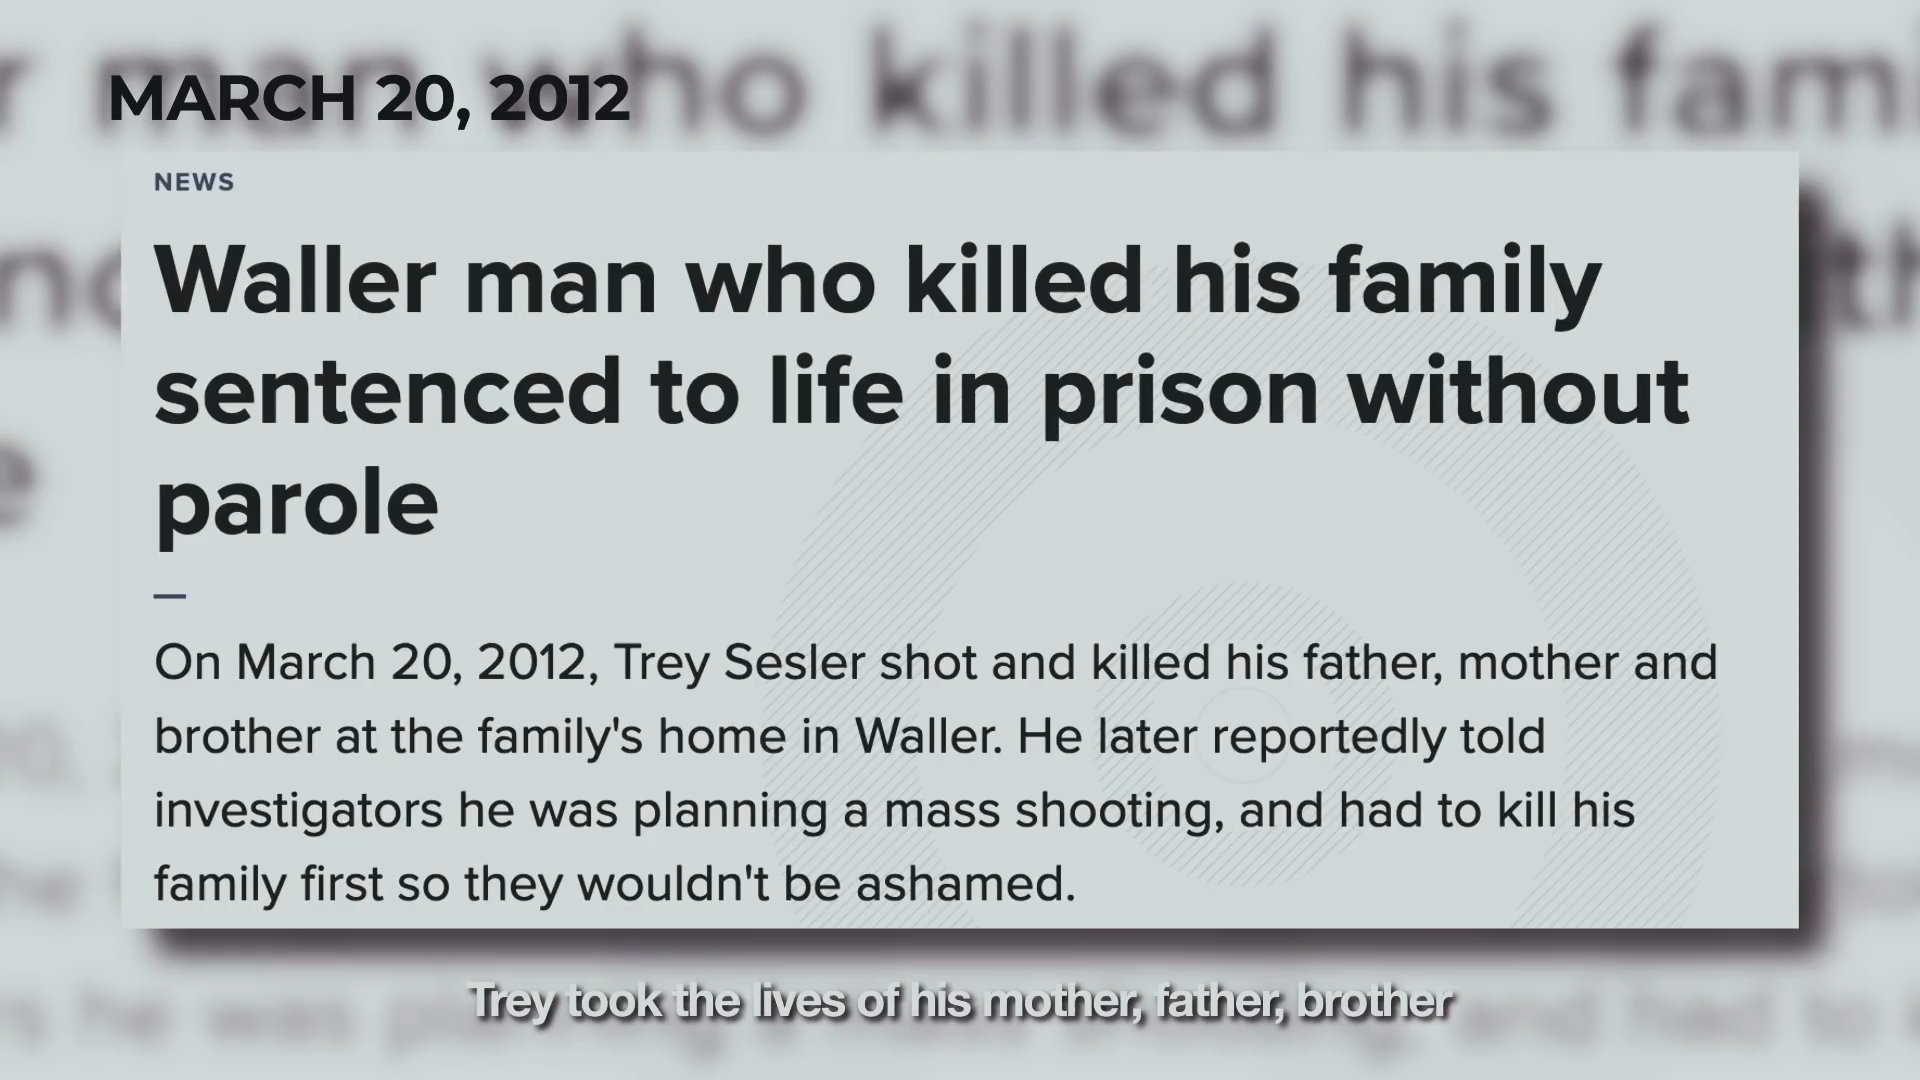 MARCH 20, 2012
NEWS
Waller man who killed his family
sentenced to life in prison without
parole
On March 20, 2012, Trey Sesler shot and killed his father, mother and
brother at the family's home in Waller. He later reportedly told
investigators he was planning a mass shooting, and had to kill his
family first so they wouldn't be ashamed.
Trey took the lives of his mother, father, brother